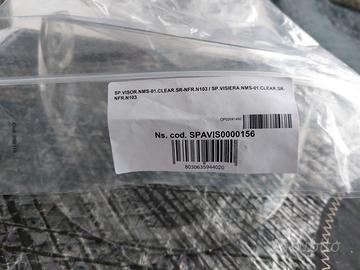 SP.VISOR.NMS-01.CLEAR.SR-NFR.N103 / SP.VISIERA.NMS-01.CLEAR.SR-
NFR.N103
Ns. cod. SPAVIS0000156
8030635944020